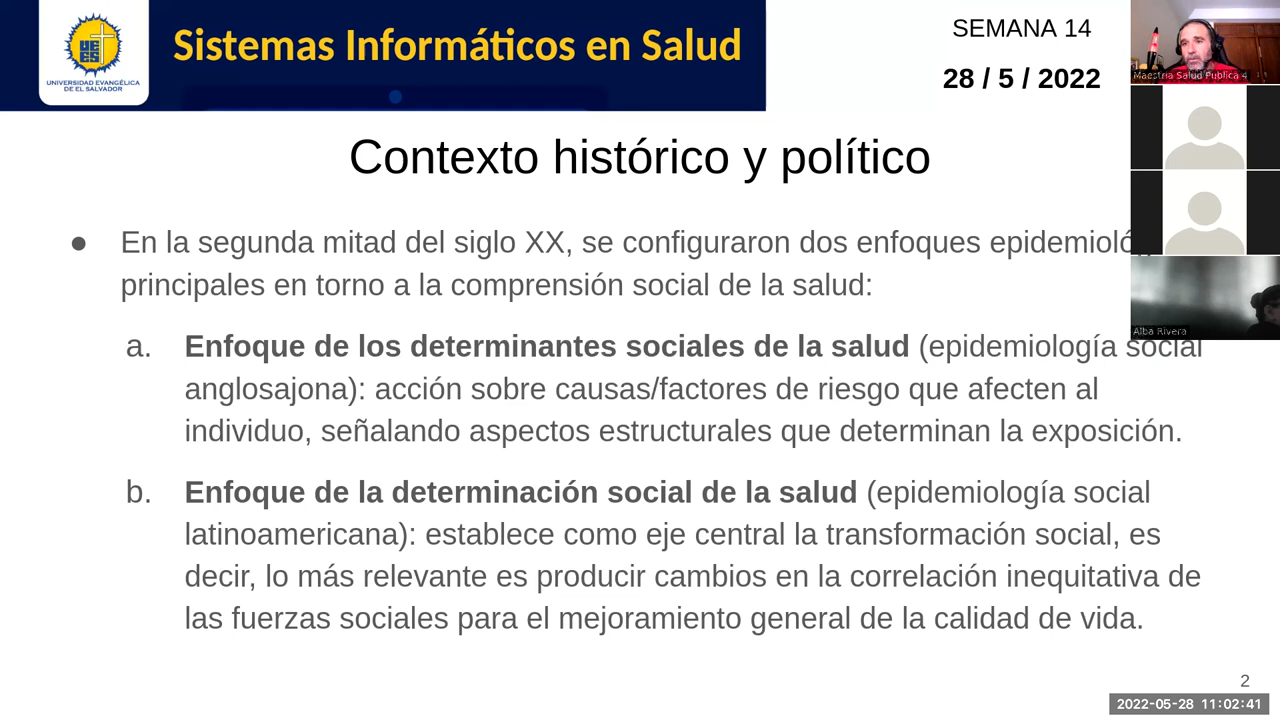 UNIVERSIDAD EVANGÉLICA
DE EL SALVADOR
Sistemas Informáticos en Salud
SEMANA 14
28 / 5 / 2022
Maestria Salud Publica 4
Contexto histórico y político
● En la segunda mitad del siglo XX, se configuraron dos enfoques
principales en torno a la comprensión social de la salud:
Alba Rivera
a. Enfoque de los determinantes sociales de la salud (epidemiología social
anglosajona): acción sobre causas/factores de riesgo que afecten al
individuo, señalando aspectos estructurales que determinan la exposición.
b. Enfoque de la determinación social de la salud (epidemiología social
latinoamericana): establece como eje central la transformación social, es
decir, lo más relevante es producir cambios en la correlación inequitativa de
las fuerzas sociales para el mejoramiento general de la calidad de vida.
2
2022-05-28 11:02:41